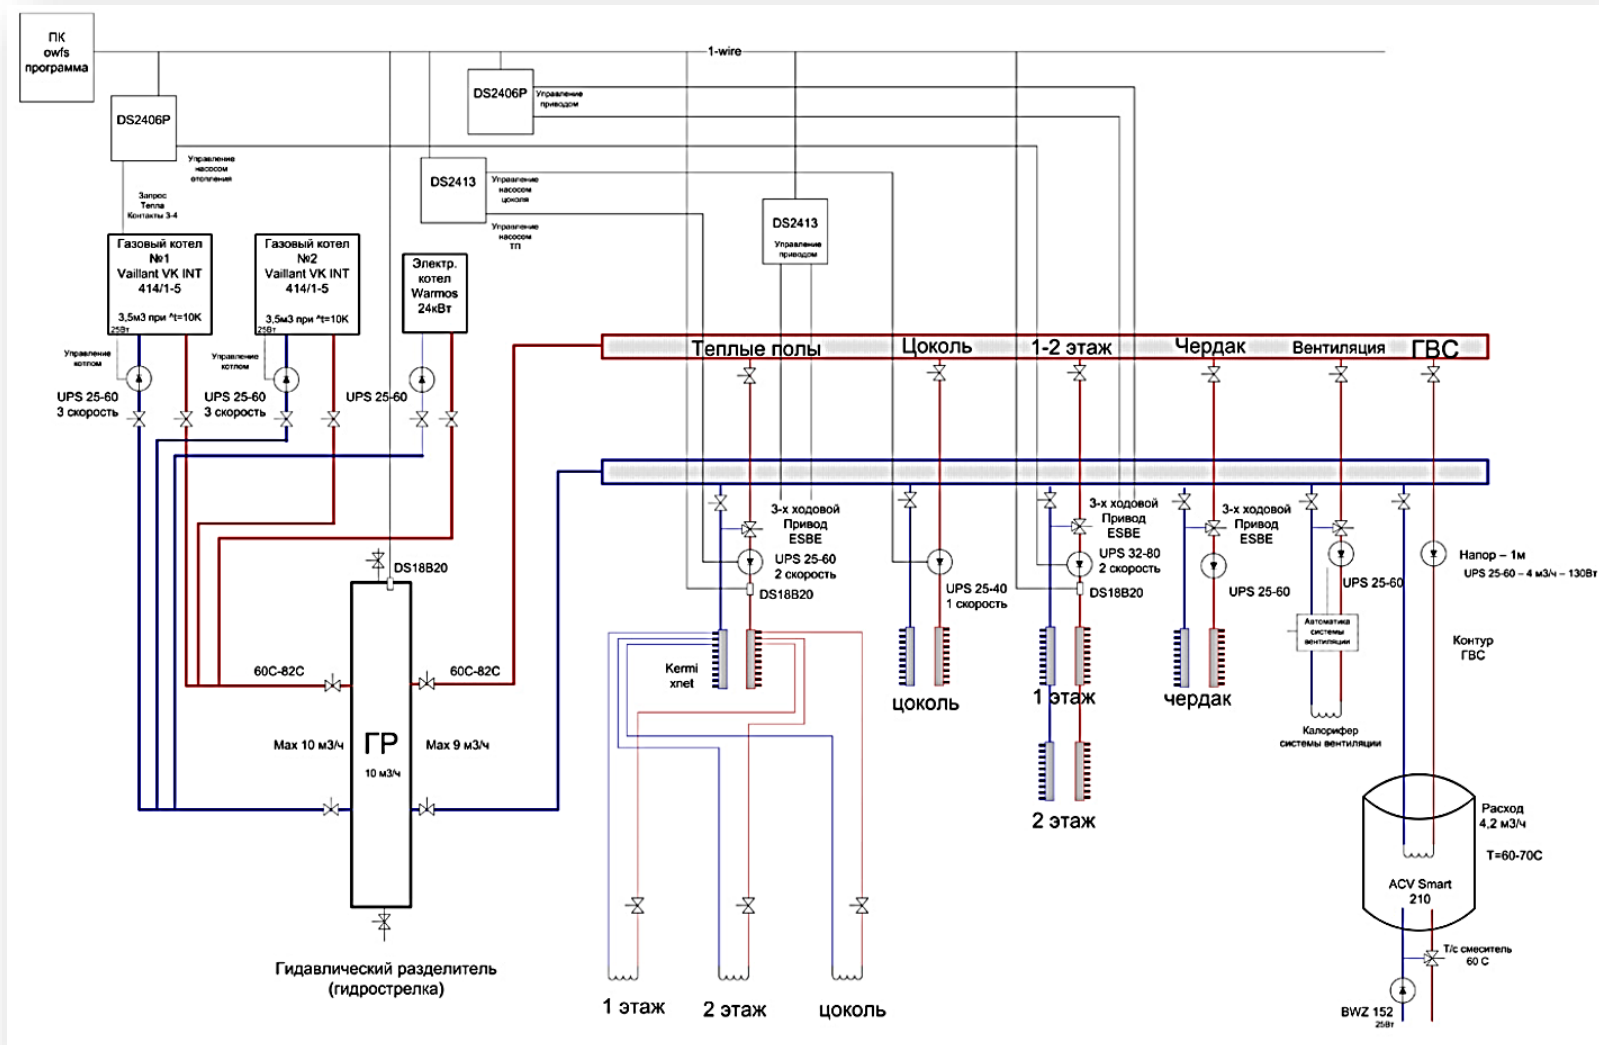 ПК
owfs
программа
1-wire
DS2406P
Управление
приводом
DS2406P
Управление
насосом
отопления
DS2413
Управление
насосом
цоколя
Управление
насосом
ТП
Запрос
Тепла
Контакты 3-4
DS2413
Управление
приводом
Газовый котел
№1
Vaillant VK INT
414/1-5
3,5м3 при ^t=10K
25Вт
Газовый котел
№2
Vaillant VK INT
414/1-5
3,5м3 при ^t=10K
25Вт
Электр.
котел
Warmos
24кВт
Управление
котлом
UPS 25-60
3 скорость
Управление
котлом
UPS 25-60
3 скорость
UPS 25-60
Теплые полы
Цоколь
1-2 этаж
Чердак
Вентиляция
ГВС
3-х ходовой
Привод
ESBE
UPS 25-60
2 скорость
DS18B20
UPS 25-40
1 скорость
3-х ходовой
Привод
ESBE
UPS 32-80
2 скорость
DS18B20
3-х ходовой
Привод
ESBE
UPS 25-60
UPS 25-60
Напор – 1м
UPS 25-60 – 4 м3/ч – 130Вт
DS18B20
Автоматика
системы
вентиляции
Контур
ГВС
60С-82С
60С-82С
Kermi
xnet
цоколь
1 этаж
чердак
Калорифер
системы вентиляции
Max 10 м3/ч
ГР
10 м3/ч
Max 9 м3/ч
2 этаж
Расход
4,2 м3/ч
T=60-70C
ACV Smart
210
Т/с смеситель
60 С
Гидавлический разделитель
(гидрострелка)
1 этаж
2 этаж
цоколь
BWZ 152
25Вт